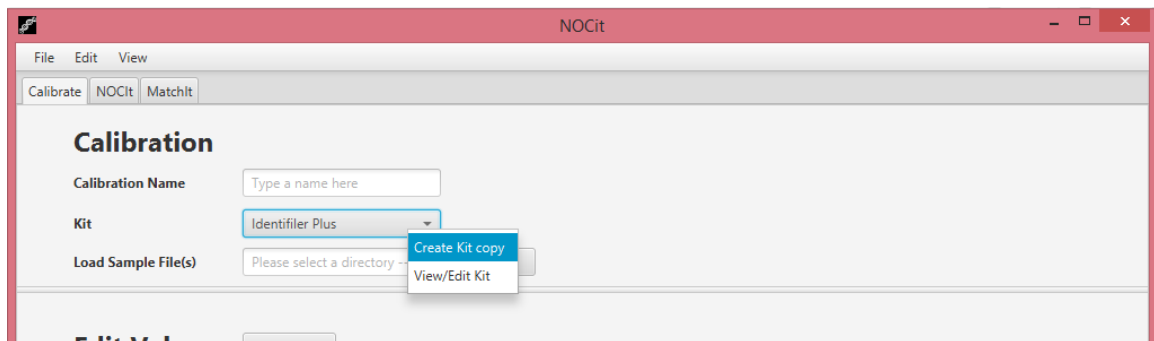 NOCit
File Edit View
Calibrate NOCIt MatchIt
Calibration
Calibration Name Type a name here
Kit Identifiler Plus
Create Kit copy
Load Sample File(s) Please select a directory --
View/Edit Kit